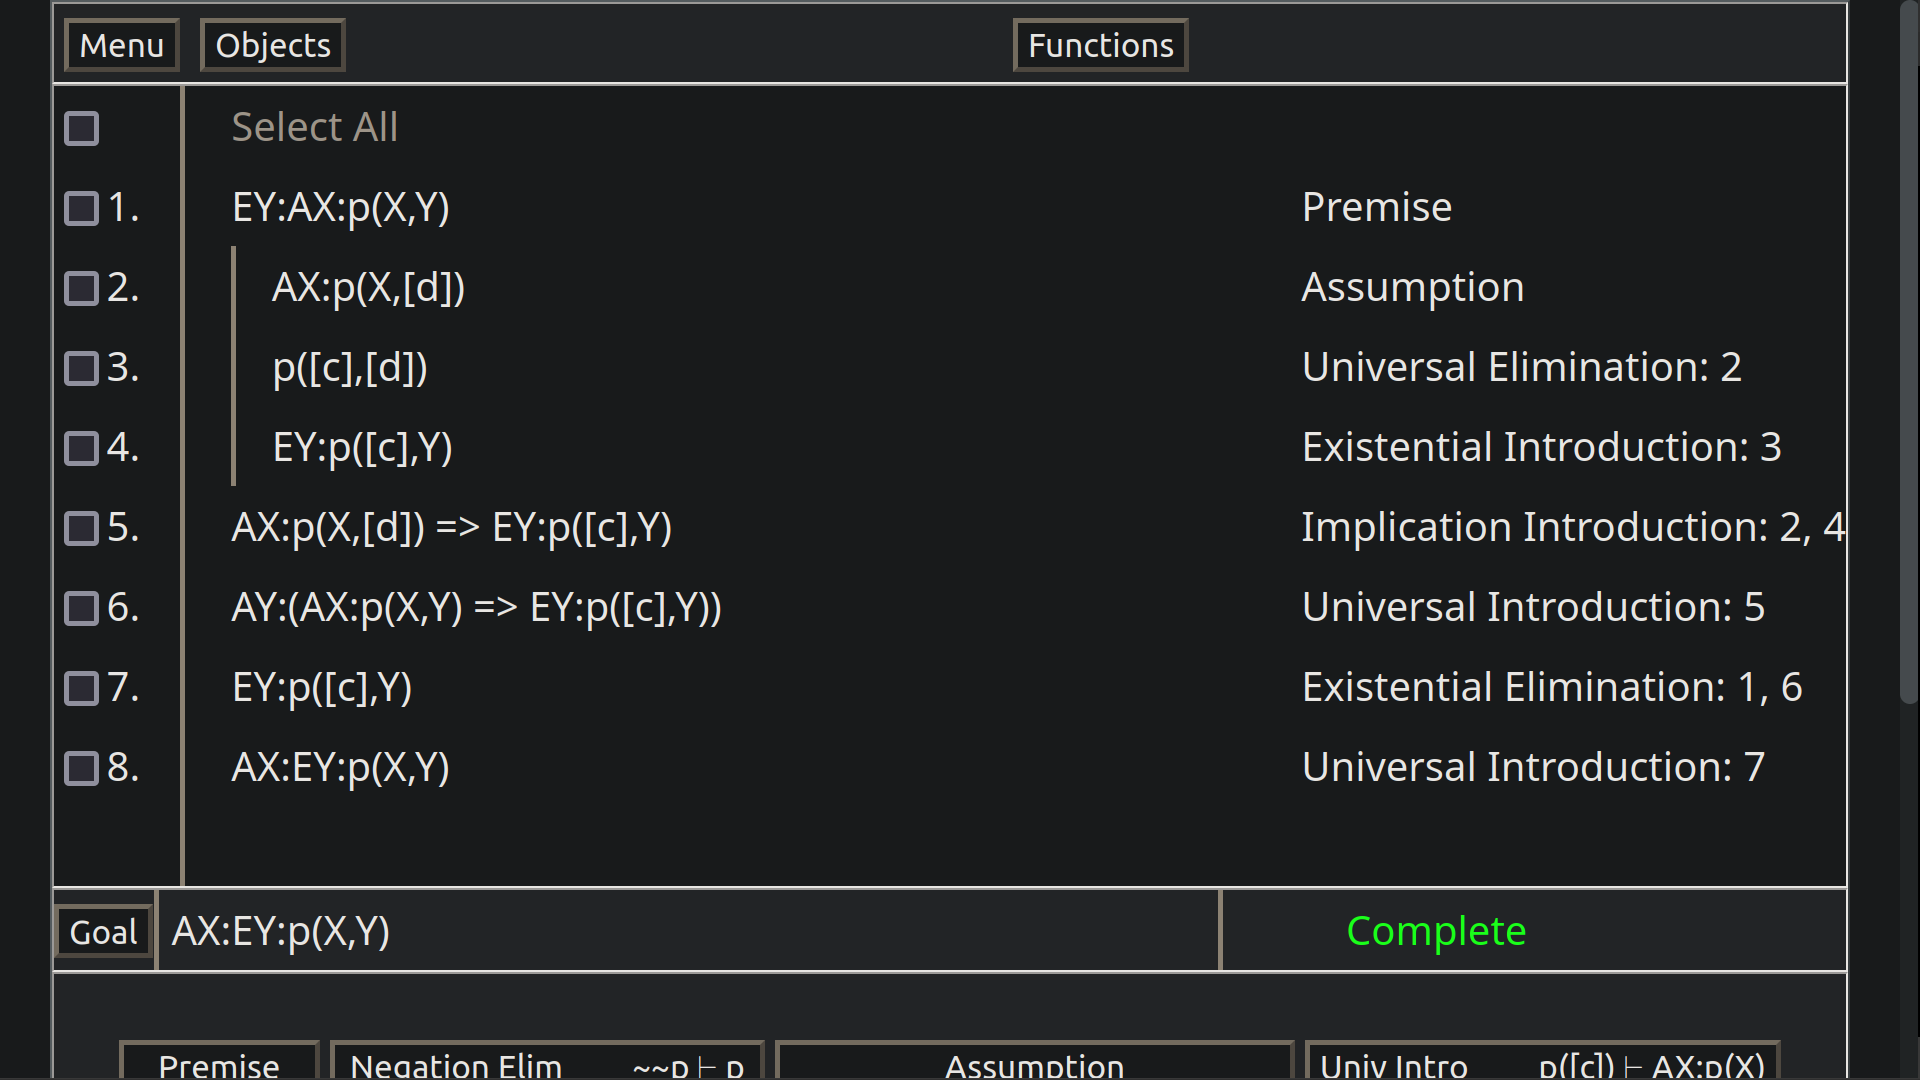 Menu Objects Functions
Select All
1. EY:AX:p(X,Y) Premise
2. AX:p(X,[d]) Assumption
3. p([c],[d]) Universal Elimination: 2
4. EY:p([c],Y) Existential Introduction: 3
5. AX:p(X,[d]) => EY:p([c],Y) Implication Introduction: 2, 4
6. AY:(AX:p(X,Y) => EY:p([c],Y)) Universal Introduction: 5
7. EY:p([c],Y) Existential Elimination: 1, 6
8. AX:EY:p(X,Y) Universal Introduction: 7
Goal AX:EY:p(X,Y) Complete
Premise Negation Elim ~~p ⊢ p Assumption Univ Intro p([c]) ⊢ AX:p(X)